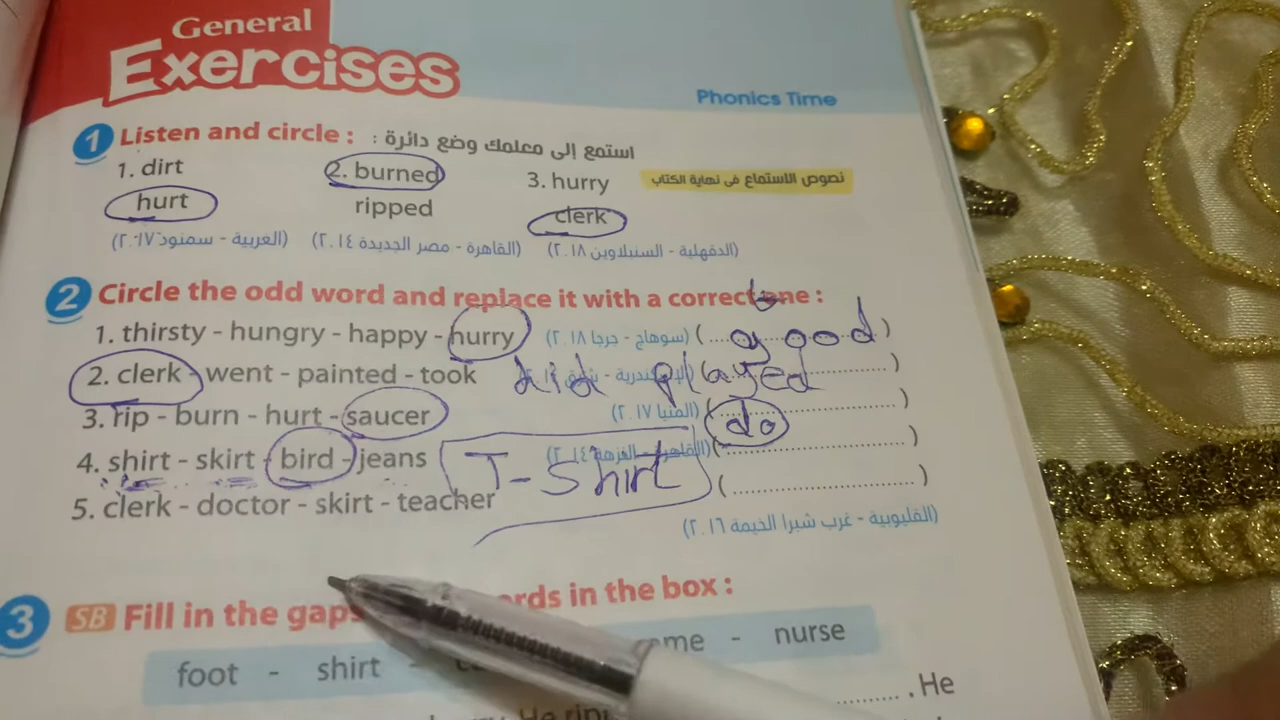 General
Exercises
Phonics Time
1 Listen and circle : استمع إلى معلمك وضع دائرة :
1. dirt 2. burned 3. hurry نصوص الاستماع فى نهاية الكتاب
hurt ripped clerk
(الغربية - سمنود ٢٠١٧) (القاهرة - مصر الجديدة ٢٠١٤) (الدقهلية - السنبلاوين ٢٠١٨)
2 Circle the odd word and replace it with a correct one :
1. thirsty - hungry - happy - hurry (سوهاج - جرجا ٢٠١٨) (.... good)
2. clerk - went - painted - took did played ........)
3. rip - burn - hurt - saucer (المنيا ٢٠١٧) (........................)
do
4. shirt - skirt - bird - jeans T-Shirt (........................)
5. clerk - doctor - skirt - teacher (........................)
(القليوبية - غرب شبرا الخيمة ٢٠١٦)
3 SB Fill in the gaps in the box :
foot - shirt - - nurse
.......... . He
He